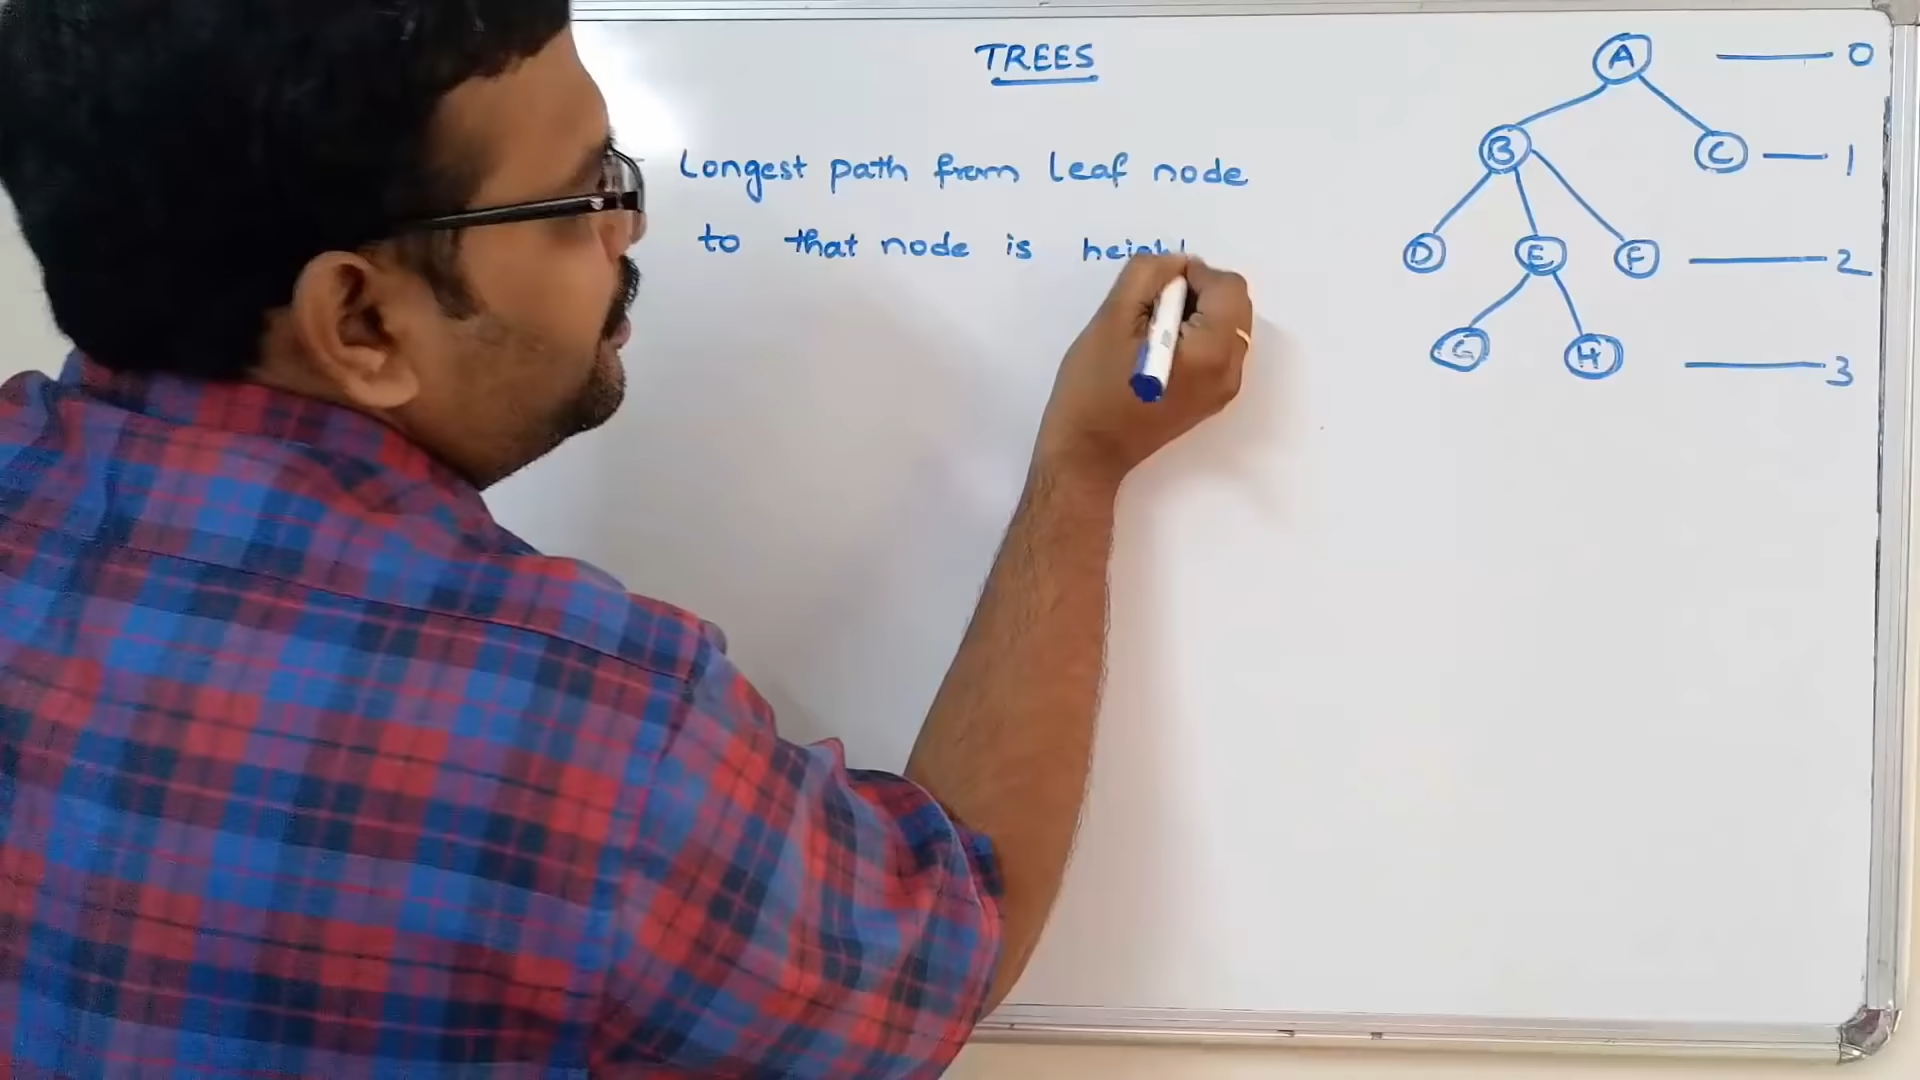 TREES
Longest path from leaf node
to that node is
A 0
B C 1
D E F 2
G H 3